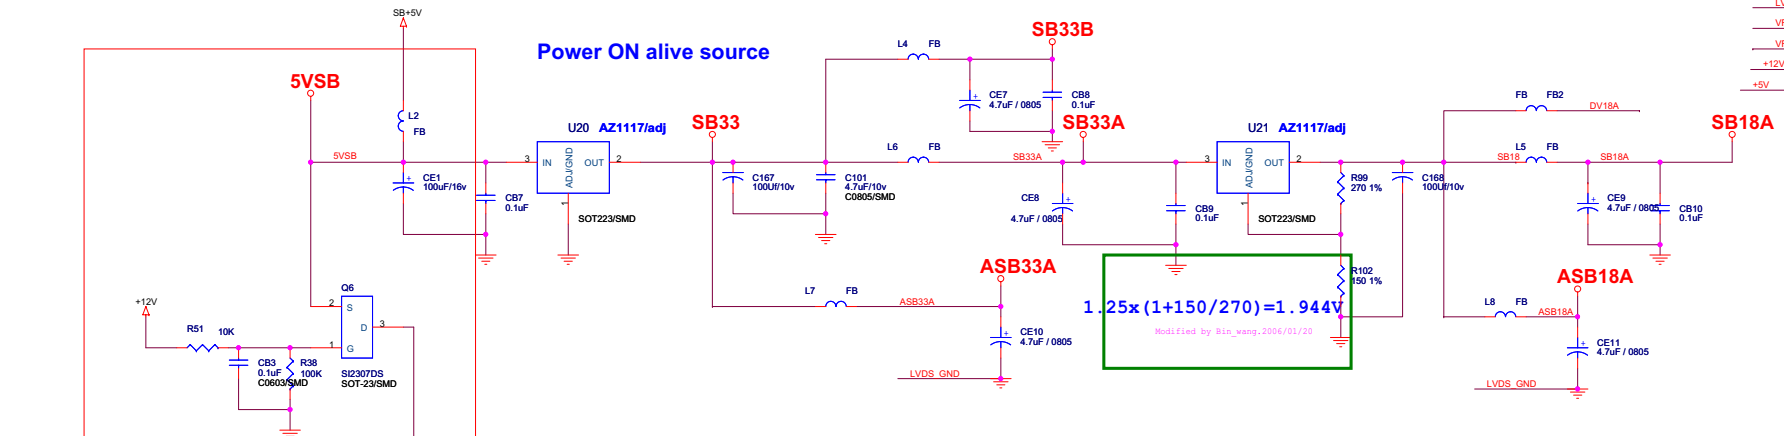 SB+5V
Power ON alive source
5VSB
L2
FB
5VSB
CE1
100uF/16v
CB7
0.1uF
U20 AZ1117/adj
3 IN OUT 2
ADJ/GND
1
SOT223/SMD
SB33
C167
100Uf/10v
C101
4.7uF/10v
C0805/SMD
L4 FB
SB33B
CE7
4.7uF / 0805
CB8
0.1uF
SB33A
L6 FB
SB33A
CE8
4.7uF / 0805
CB9
0.1uF
U21 AZ1117/adj
3 IN OUT 2
ADJ/GND
1
SOT223/SMD
R99
270 1%
C168
100Uf/10v
FB FB2
DV18A
SB18
L5 FB
SB18A
SB18A
CE9
4.7uF / 0805
CB10
0.1uF
+12V
+5V
+12V
R51 10K
CB3
0.1uF
C0603/SMD
R38
100K
Q6
2 S
D 3
1 G
SI2307DS
SOT-23/SMD
L7 FB
ASB33A
ASB33A
CE10
4.7uF / 0805
LVDS_GND
R102
150 1%
1.25x(1+150/270)=1.944V
Modified by Bin_wang.2006/01/20
L8 FB
ASB18A
ASB18A
CE11
4.7uF / 0805
LVDS_GND